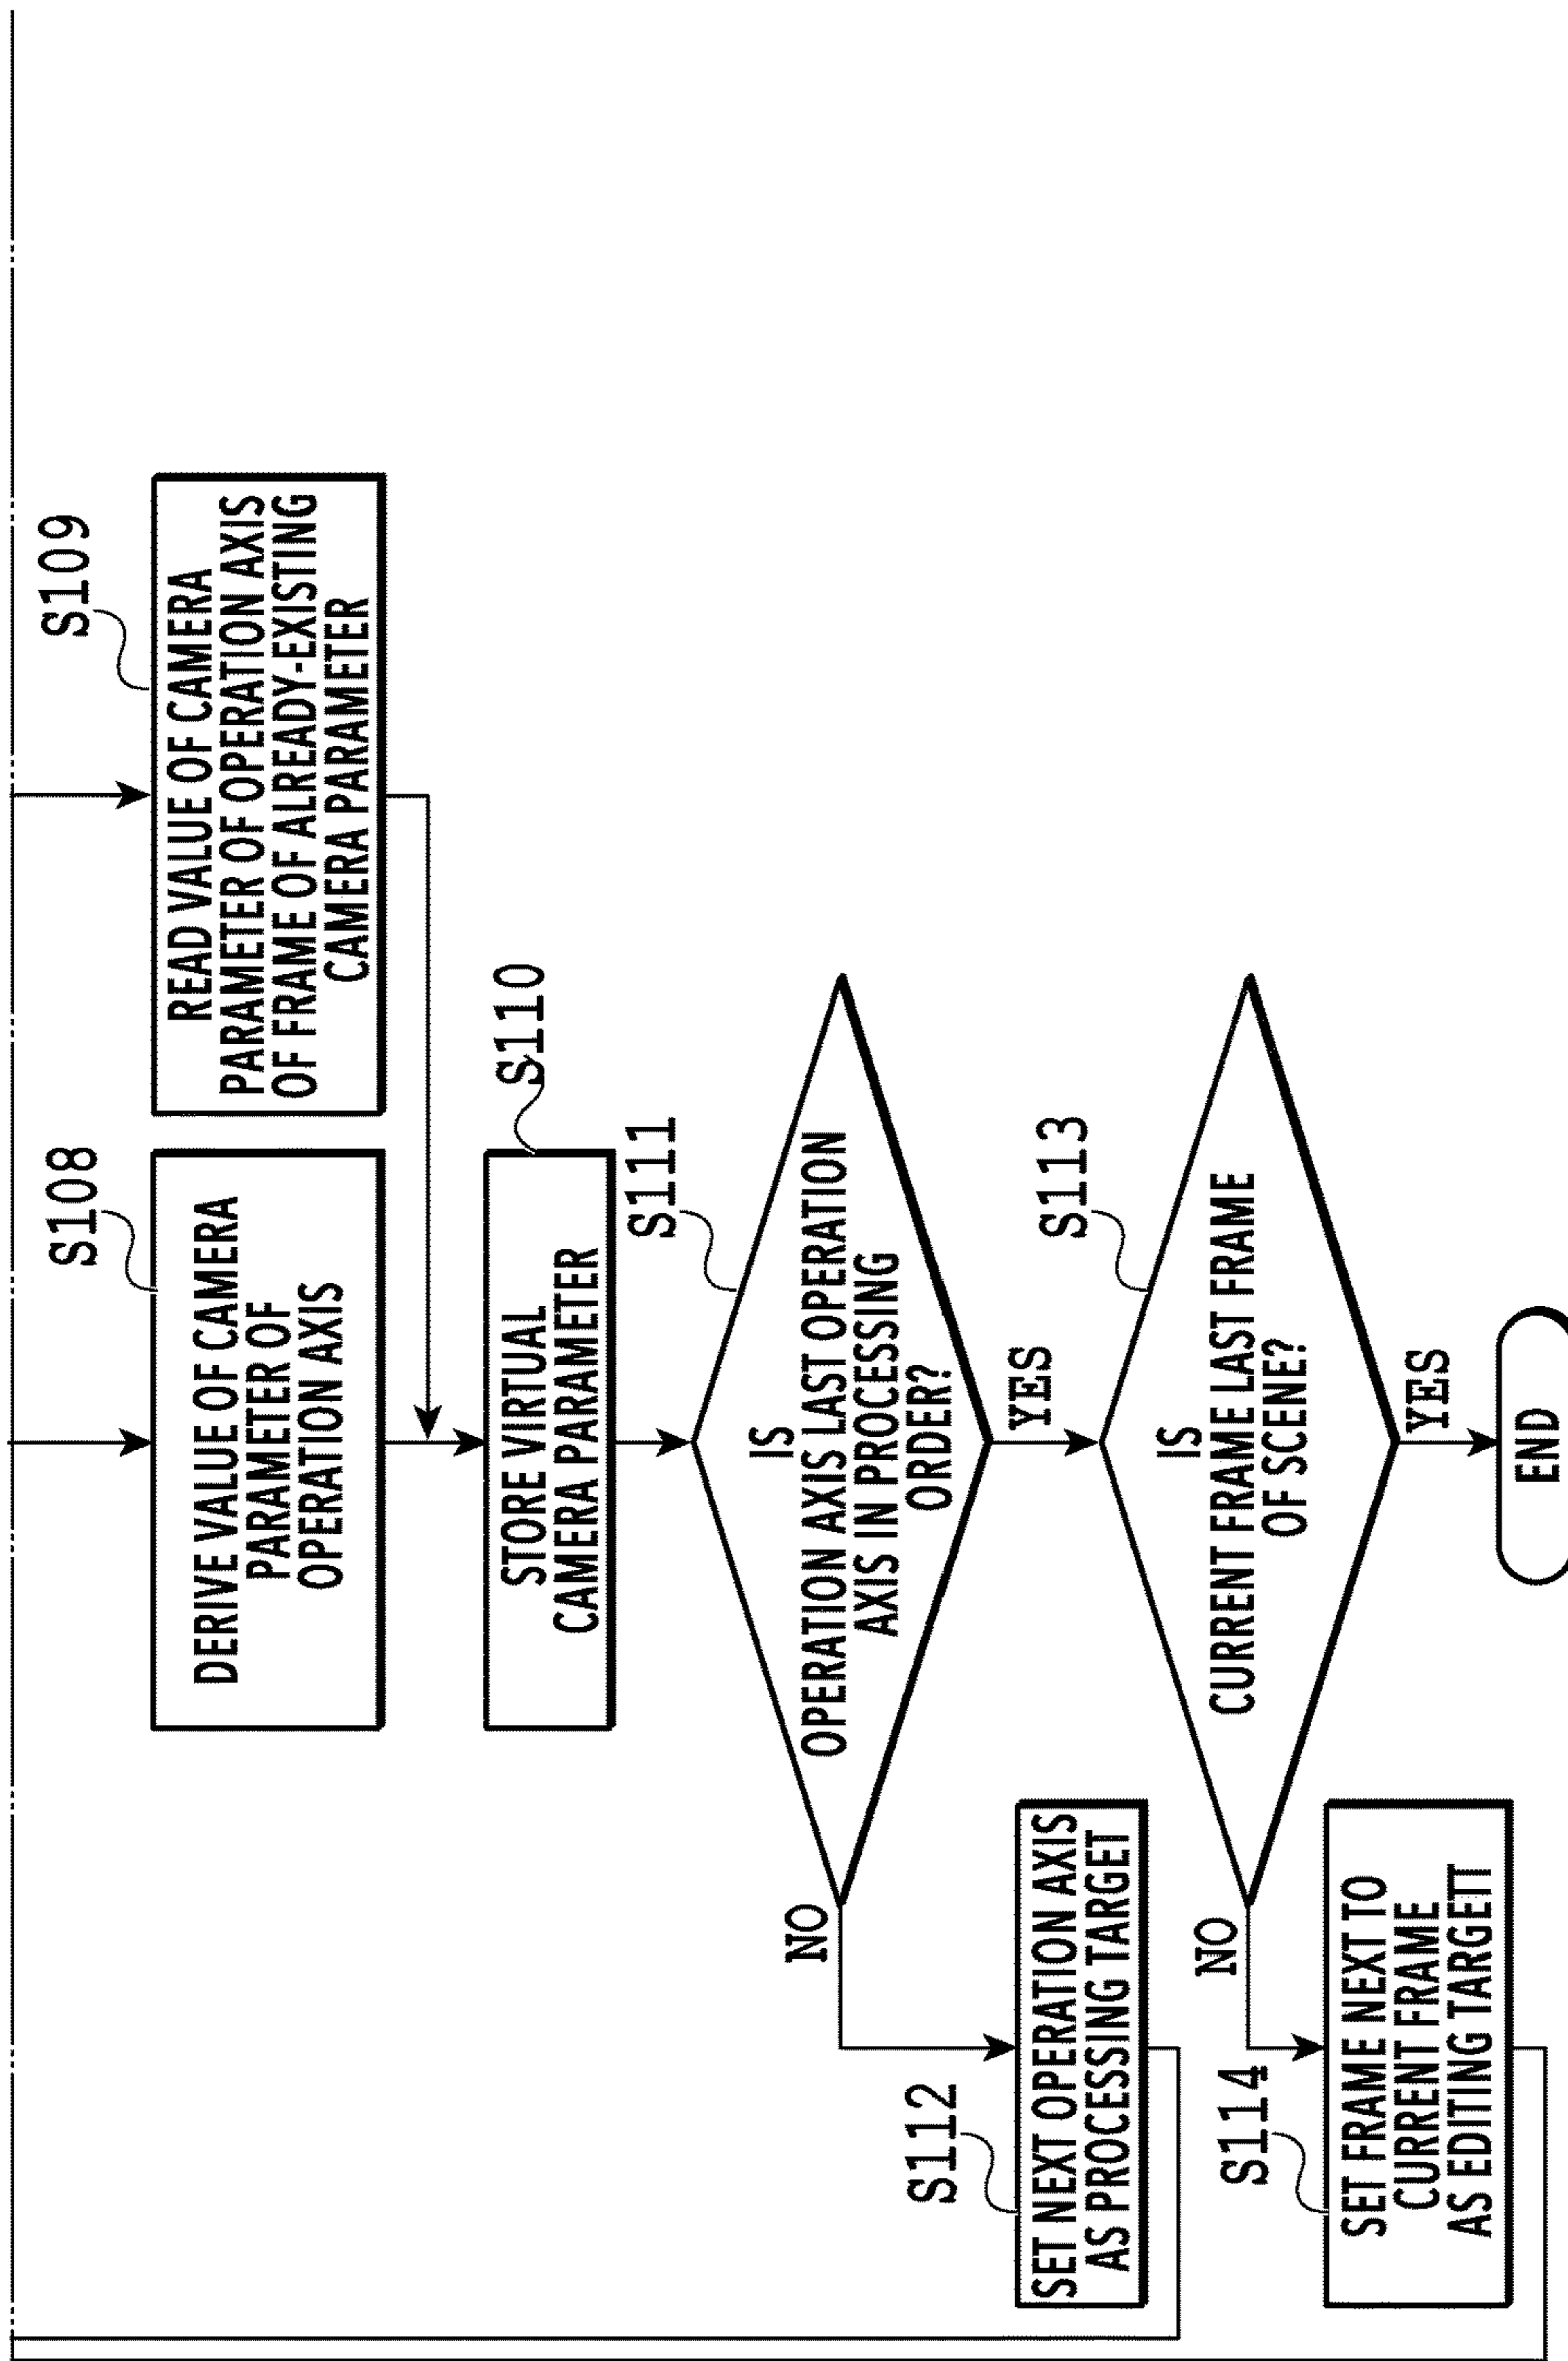 S108
DERIVE VALUE OF CAMERA
PARAMETER OF
OPERATION AXIS
S109
READ VALUE OF CAMERA
PARAMETER OF OPERATION AXIS
OF FRAME OF ALREADY-EXISTING
CAMERA PARAMETER
S110
STORE VIRTUAL
CAMERA PARAMETER
S111
IS
OPERATION AXIS LAST OPERATION
AXIS IN PROCESSING
ORDER?
NO
YES
S112
SET NEXT OPERATION AXIS
AS PROCESSING TARGET
S113
IS
CURRENT FRAME LAST FRAME
OF SCENE?
NO
YES
S114
SET FRAME NEXT TO
CURRENT FRAME
AS EDITING TARGETT
END